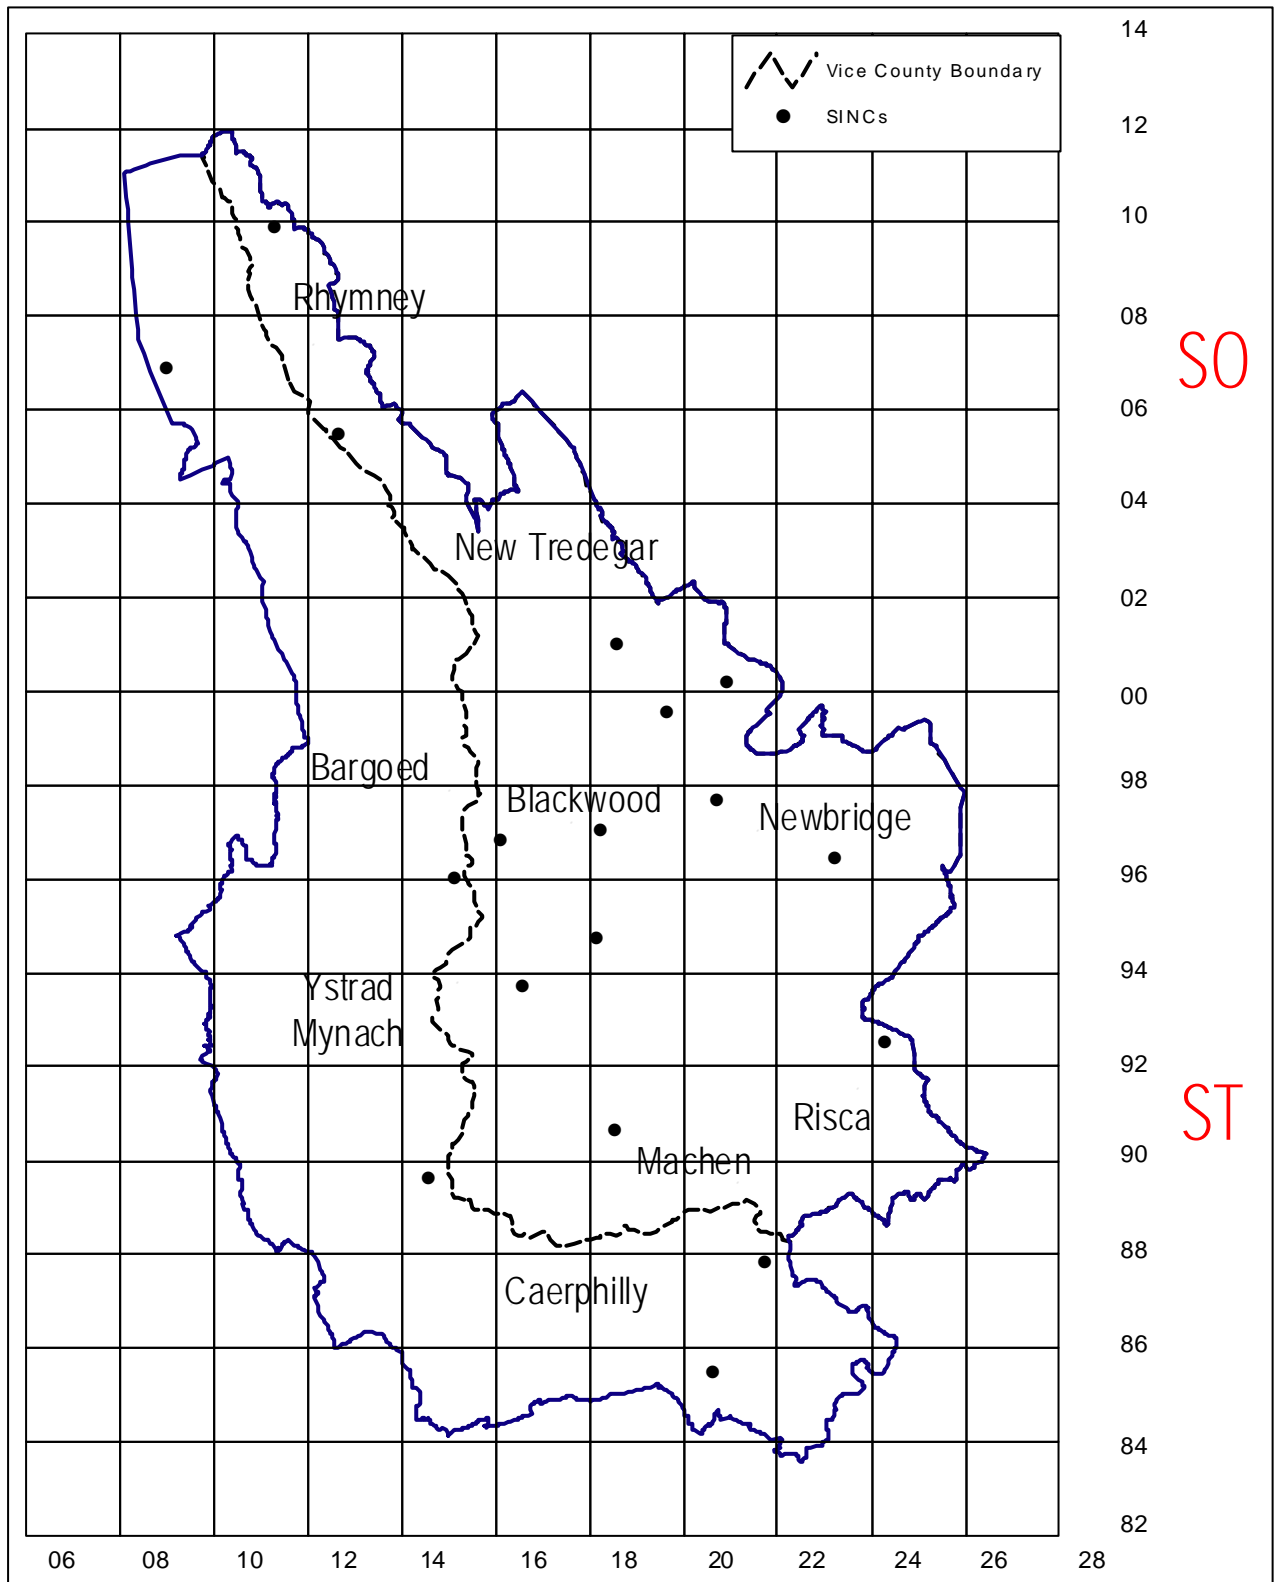 14
Vice County Boundary
SINCs
12
10
Rhymney
08
SO
06
04
New Tredegar
02
00
Bargoed
98
Blackwood
Newbridge
96
94
Ystrad
Mynach
92
ST
Risca
Machen
90
88
Caerphilly
86
84
82
06 08 10 12 14 16 18 20 22 24 26 28